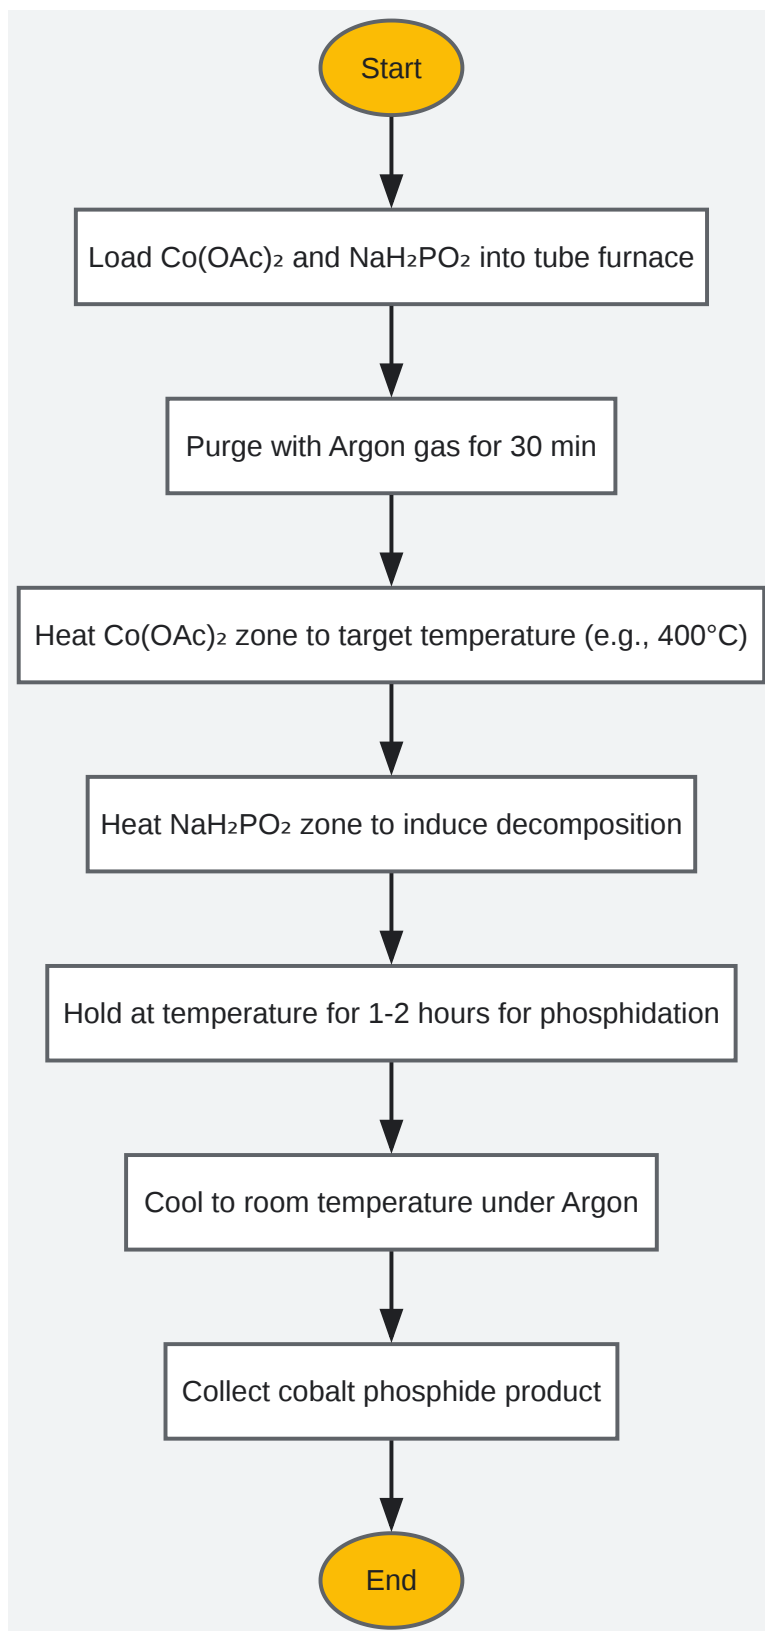 Start
Load Co(OAc)₂ and NaH₂PO₂ into tube furnace
Purge with Argon gas for 30 min
Heat Co(OAc)₂ zone to target temperature (e.g., 400°C)
Heat NaH₂PO₂ zone to induce decomposition
Hold at temperature for 1-2 hours for phosphidation
Cool to room temperature under Argon
Collect cobalt phosphide product
End